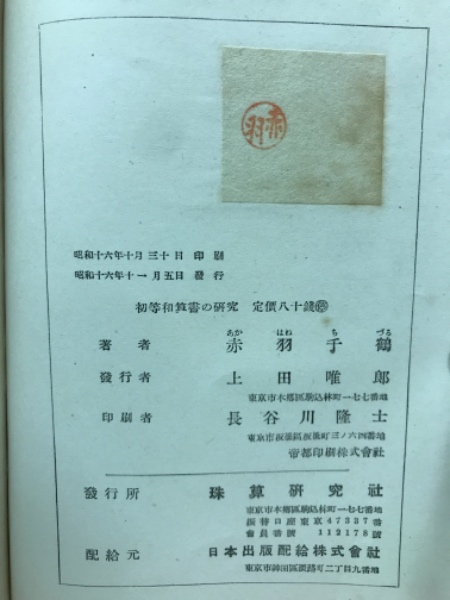 赤羽
昭和十六年十月三十日 印刷
昭和十六年十一月五日 發行
初等和算書の研究 定價八十錢
あか はね ち づる
著者 赤羽千鶴
發行者 上田唯郎
東京市本郷區駒込林町一七七番地
印刷者 長谷川隆士
東京市板橋區板橋町三ノ六四番地
帝都印刷株式會社
發行所 珠算研究社
東京市本郷區駒込林町一七七番地
振替口座東京47337番
會員番號 112178號
配給元 日本出版配給株式會社
東京市神田區淡路町二丁目九番地